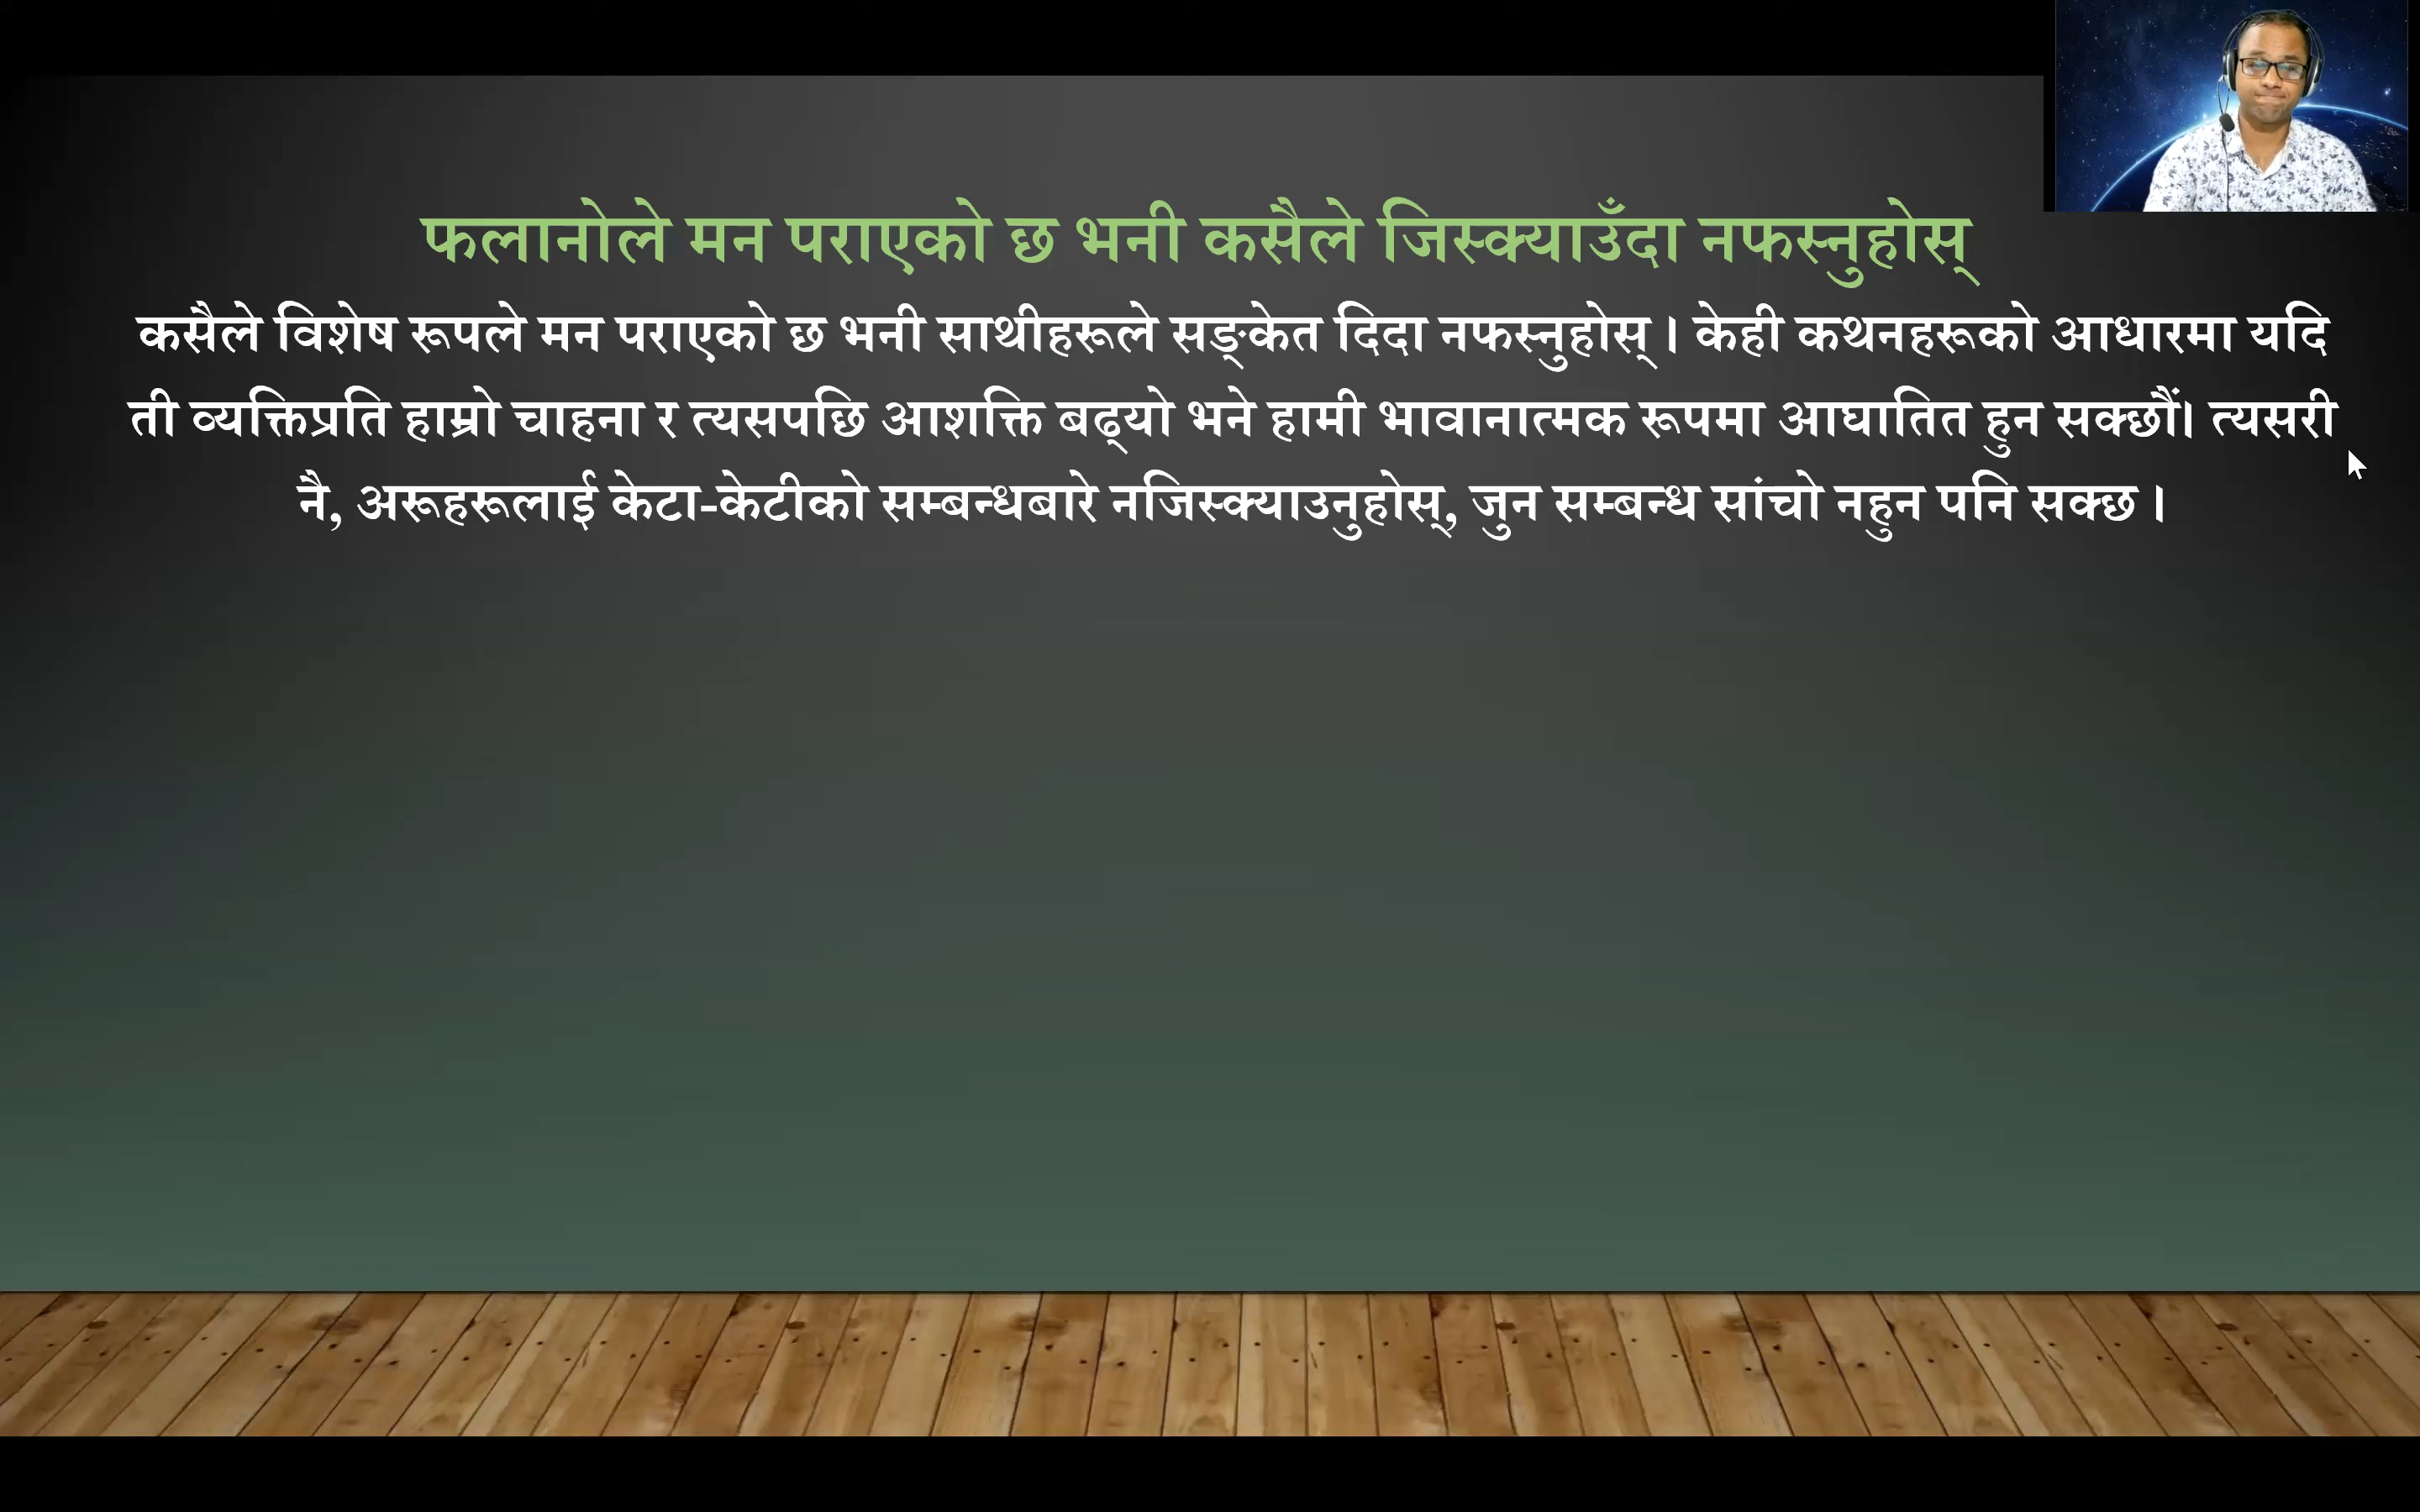 फलानोले मन पराएको छ भनी कसैले जिस्क्याउँदा नफस्नुहोस्
कसैले विशेष रूपले मन पराएको छ भनी साथीहरूले सङ्केत दिदा नफस्नुहोस् । केही कथनहरूको आधारमा यदि
ती व्यक्तिप्रति हाम्रो चाहना र त्यसपछि आशक्ति बढ्यो भने हामी भावानात्मक रूपमा आघातित हुन सक्छौं। त्यसरी
नै, अरूहरूलाई केटा-केटीको सम्बन्धबारे नजिस्क्याउनुहोस्, जुन सम्बन्ध सांचो नहुन पनि सक्छ ।